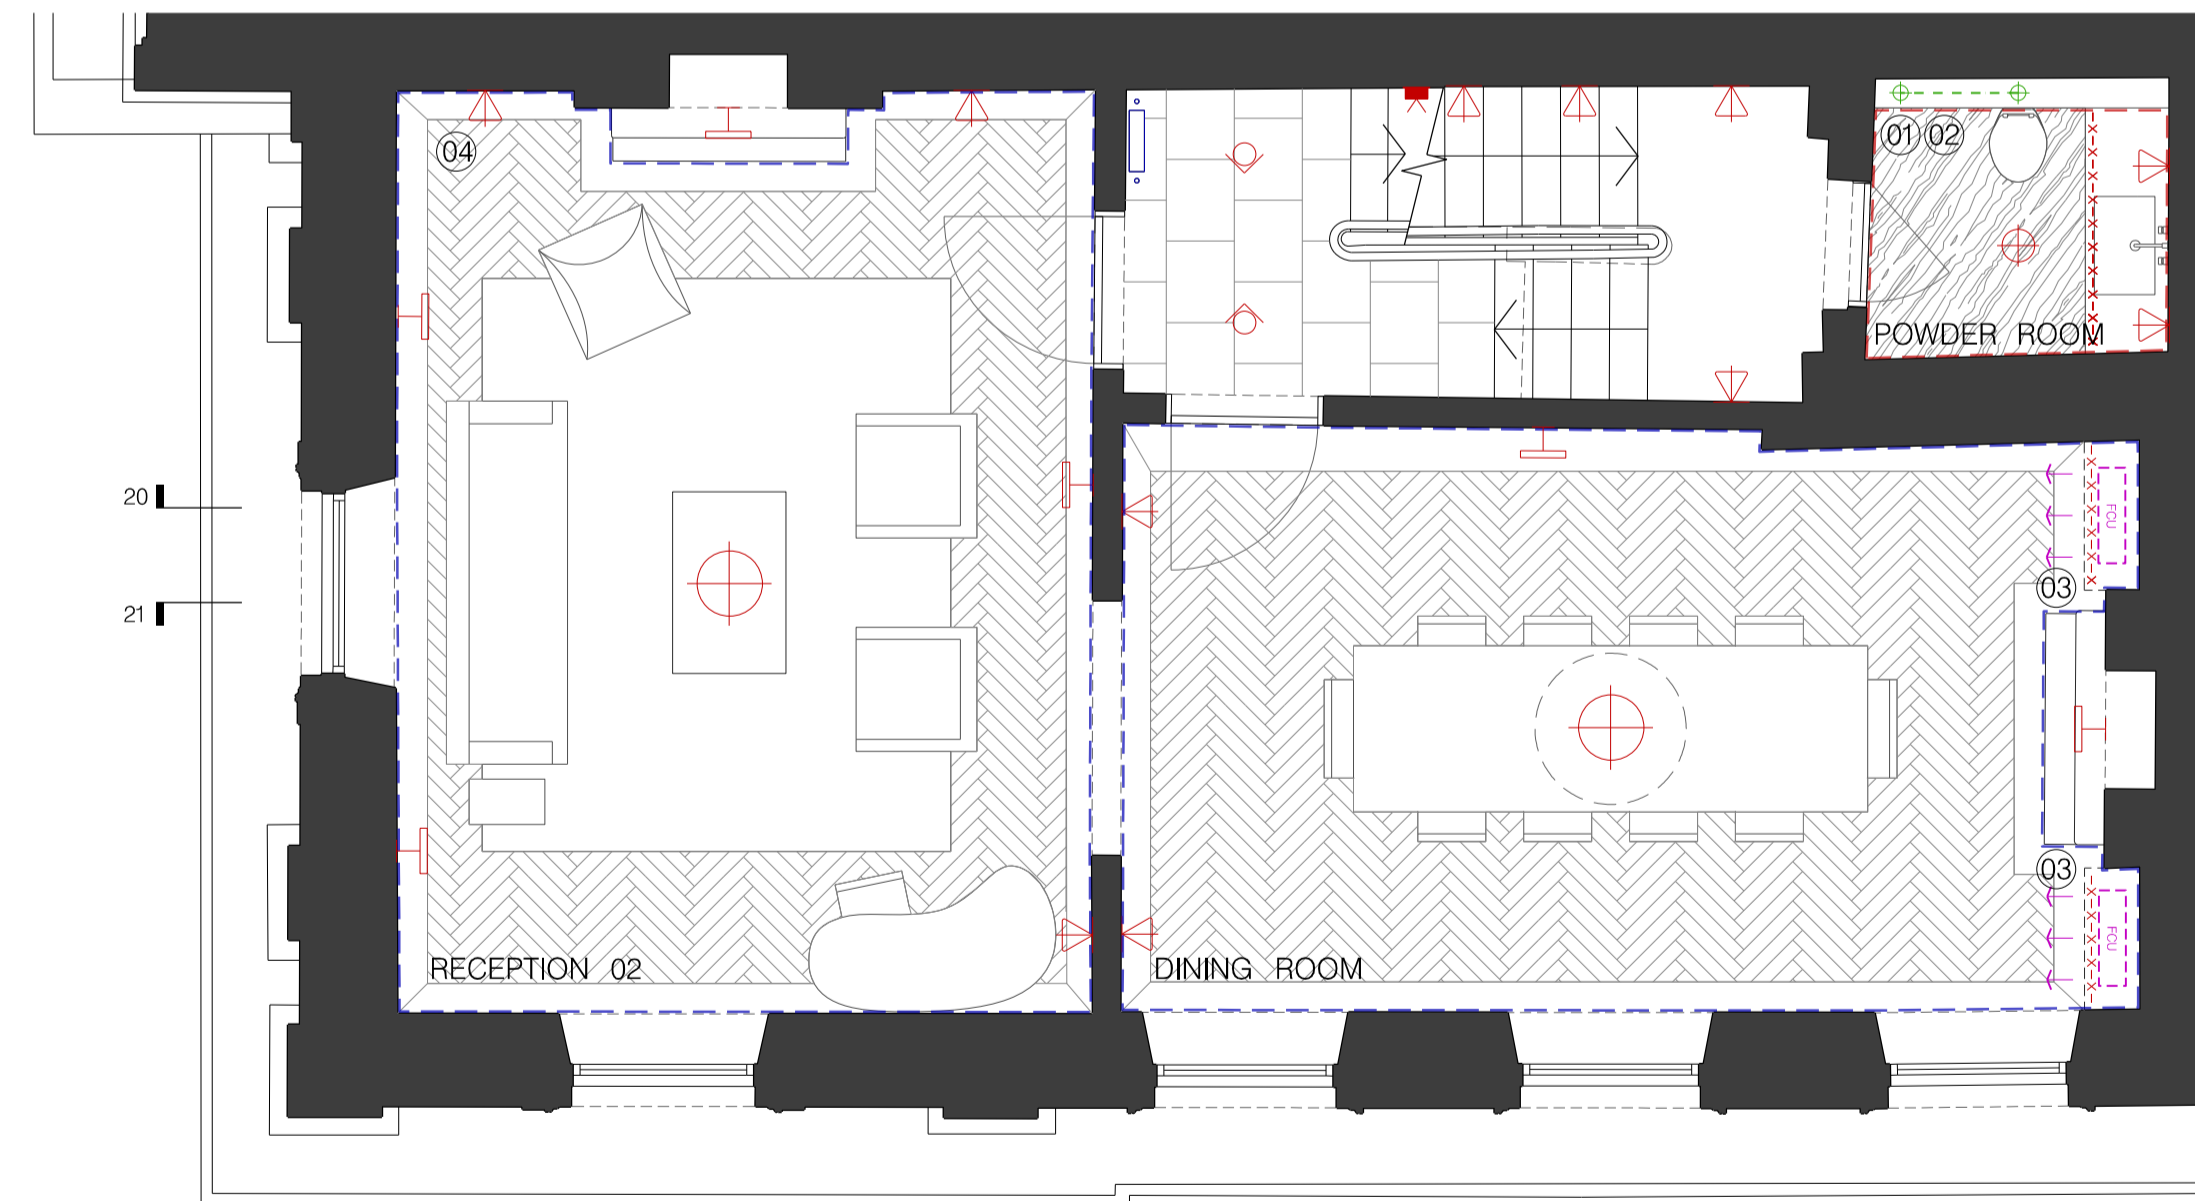 04
01 02
POWDER ROOM
20
21
FCU
03
03
FCU
RECEPTION 02
DINING ROOM